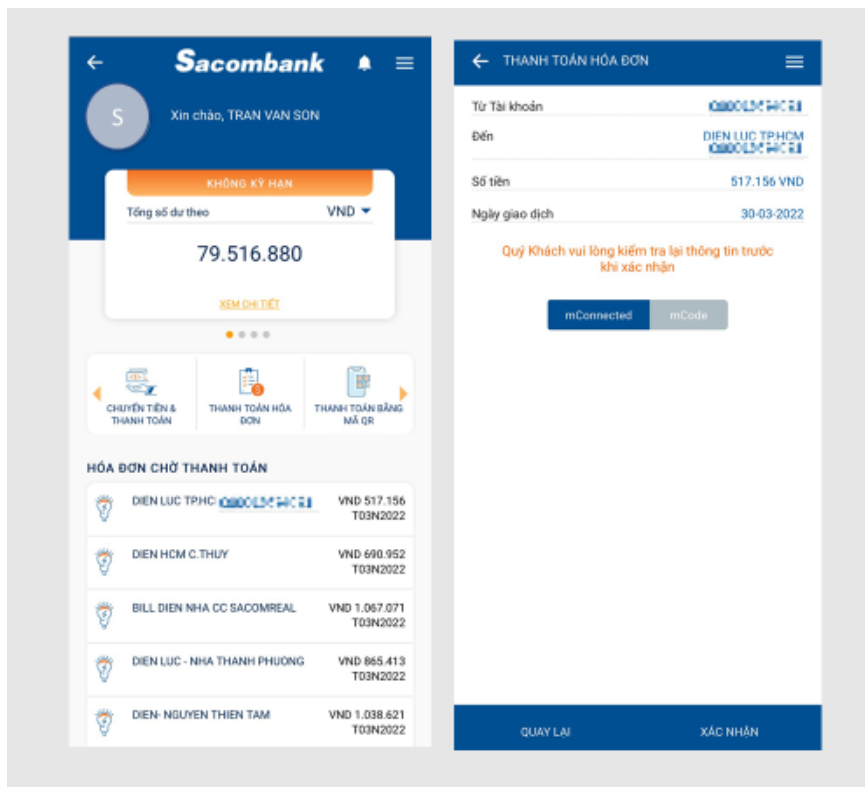 Sacombank
S
Xin chào, TRAN VAN SON
KHÔNG KỲ HẠN
Tổng số dư theo VND
79.516.880
XEM CHI TIẾT
CHUYỂN TIỀN &
THANH TOÁN
THANH TOÁN HÓA
ĐƠN
THANH TOÁN BẰNG
MÃ QR
HÓA ĐƠN CHỜ THANH TOÁN
DIEN LUC TP.HC VND 517.156
T03N2022
DIEN HCM C.THUY VND 690.952
T03N2022
BILL DIEN NHA CC SACOMREAL VND 1.067.071
T03N2022
DIEN LUC - NHA THANH PHUONG VND 865.413
T03N2022
DIEN- NGUYEN THIEN TAM VND 1.038.621
T03N2022
THANH TOÁN HÓA ĐƠN
Từ Tài khoản
Đến DIEN LUC TP.HCM
Số tiền 517.156 VND
Ngày giao dịch 30-03-2022
Quý Khách vui lòng kiểm tra lại thông tin trước
khi xác nhận
mConnected mCode
QUAY LẠI XÁC NHẬN